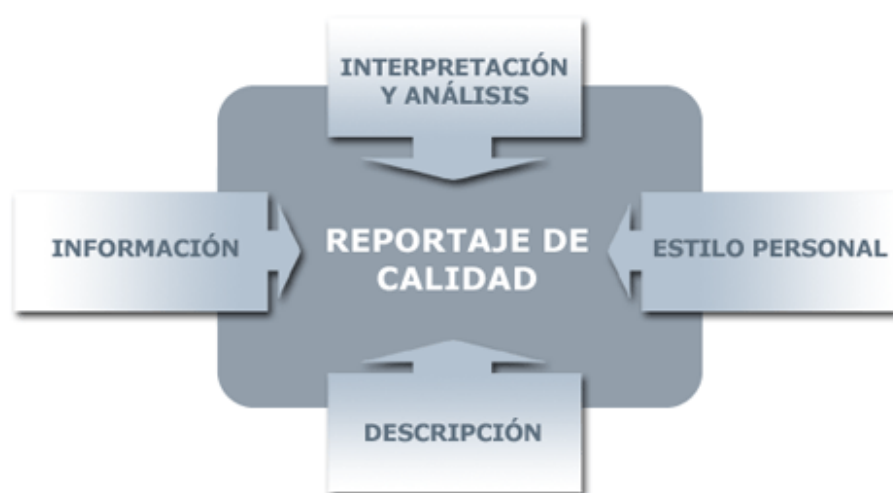 INTERPRETACIÓN
Y ANÁLISIS
INFORMACIÓN
REPORTAJE DE
CALIDAD
ESTILO PERSONAL
DESCRIPCIÓN